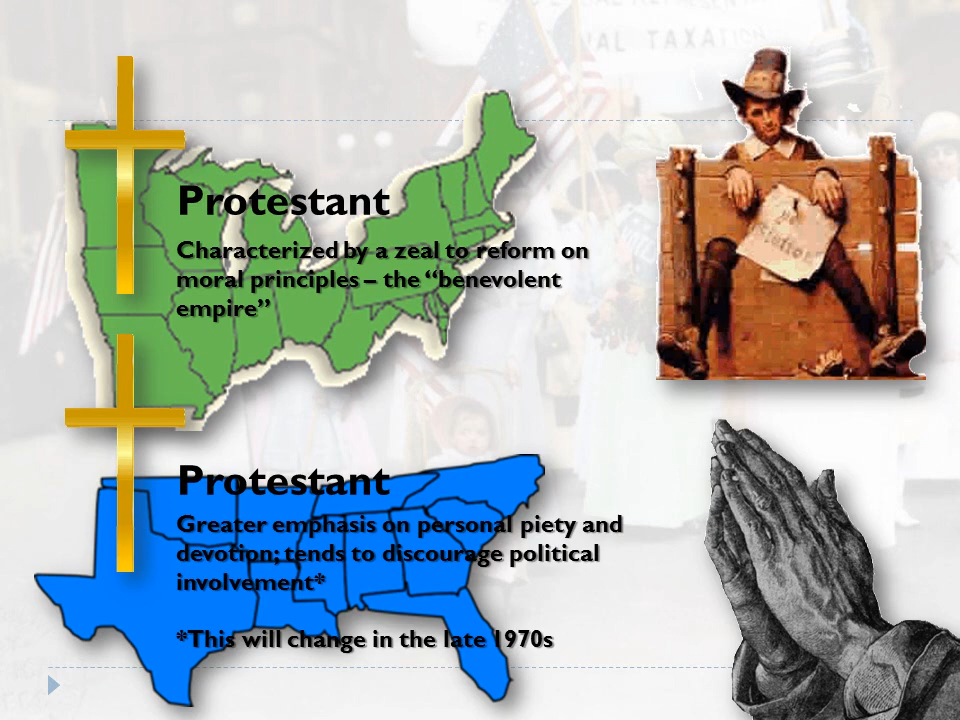 VAL TAXATION
Protestant
Characterized by a zeal to reform on
moral principles – the “benevolent
empire”
Protestant
Greater emphasis on personal piety and
devotion; tends to discourage political
involvement*
*This will change in the late 1970s